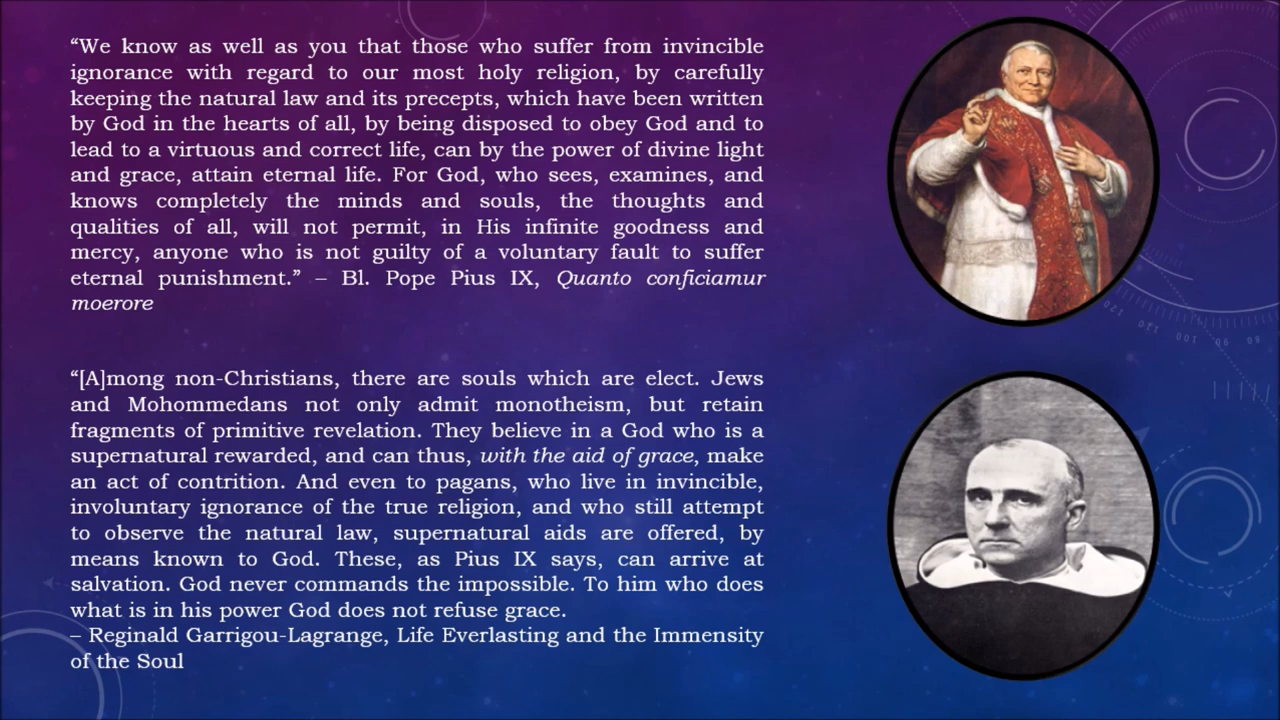 “We know as well as you that those who suffer from invincible
ignorance with regard to our most holy religion, by carefully
keeping the natural law and its precepts, which have been written
by God in the hearts of all, by being disposed to obey God and to
lead to a virtuous and correct life, can by the power of divine light
and grace, attain eternal life. For God, who sees, examines, and
knows completely the minds and souls, the thoughts and
qualities of all, will not permit, in His infinite goodness and
mercy, anyone who is not guilty of a voluntary fault to suffer
eternal punishment.” – Bl. Pope Pius IX, Quanto conficiamur
moerore
“[A]mong non-Christians, there are souls which are elect. Jews
and Mohommedans not only admit monotheism, but retain
fragments of primitive revelation. They believe in a God who is a
supernatural rewarded, and can thus, with the aid of grace, make
an act of contrition. And even to pagans, who live in invincible,
involuntary ignorance of the true religion, and who still attempt
to observe the natural law, supernatural aids are offered, by
means known to God. These, as Pius IX says, can arrive at
salvation. God never commands the impossible. To him who does
what is in his power God does not refuse grace.
– Reginald Garrigou-Lagrange, Life Everlasting and the Immensity
of the Soul